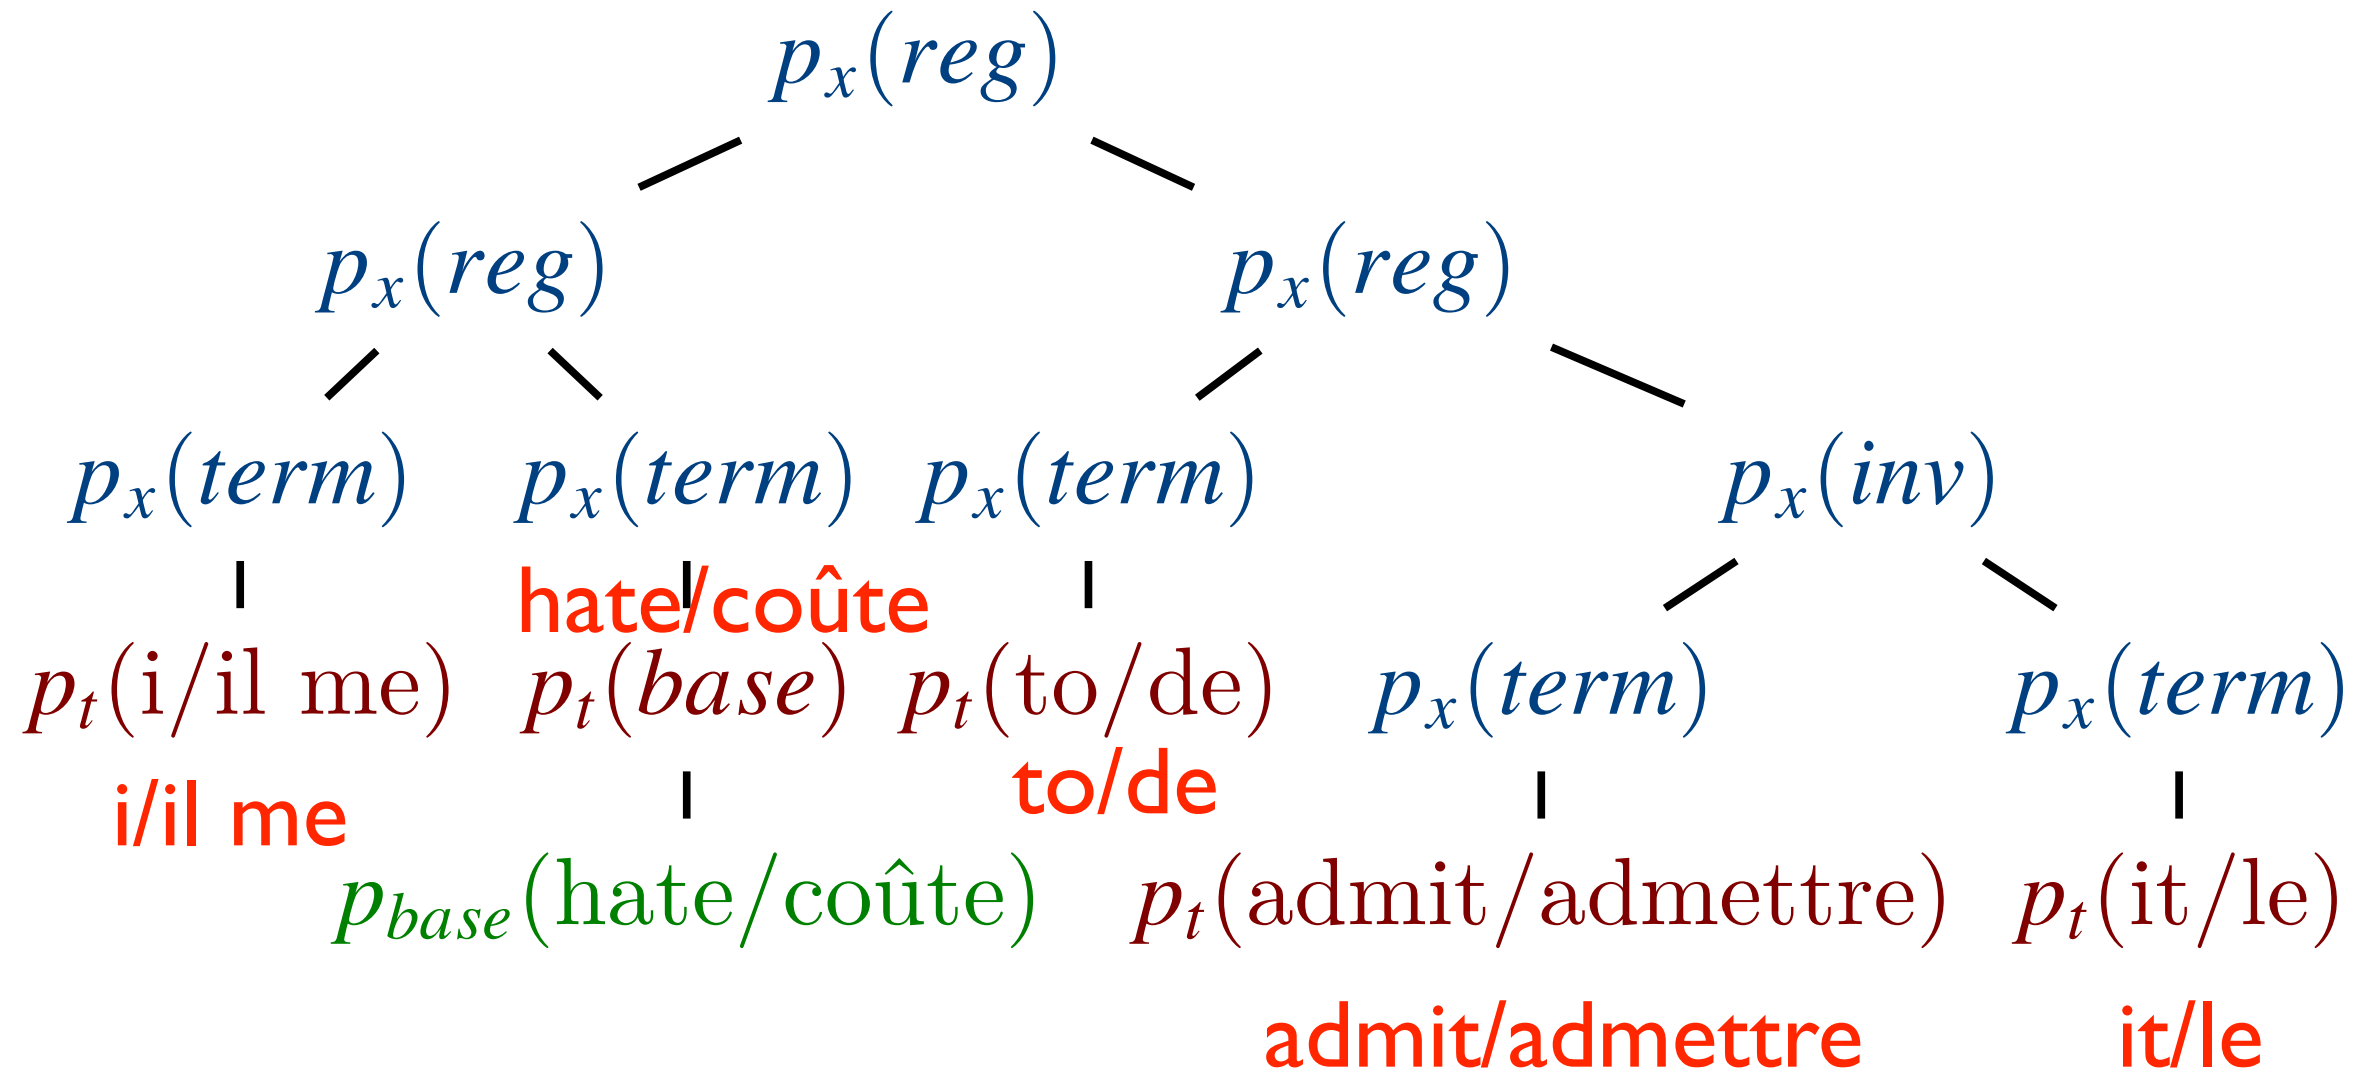 p_x(reg)
p_x(reg) p_x(reg)
p_x(term) p_x(term) p_x(term) p_x(inv)
hate/coûte
p_t(i/il me) p_t(base) p_t(to/de) p_x(term) p_x(term)
i/il me to/de
p_base(hate/coûte) p_t(admit/admettre) p_t(it/le)
admit/admettre it/le